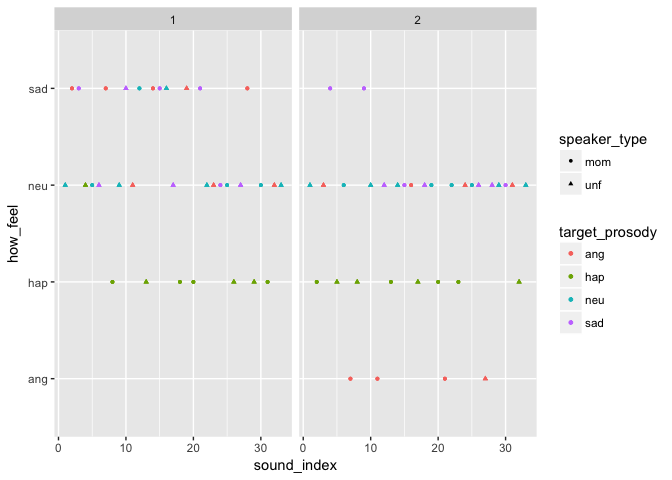 1
2
sad
neu
hap
ang
how_feel
0
10
20
30
0
10
20
30
sound_index
speaker_type
mom
unf
target_prosody
ang
hap
neu
sad